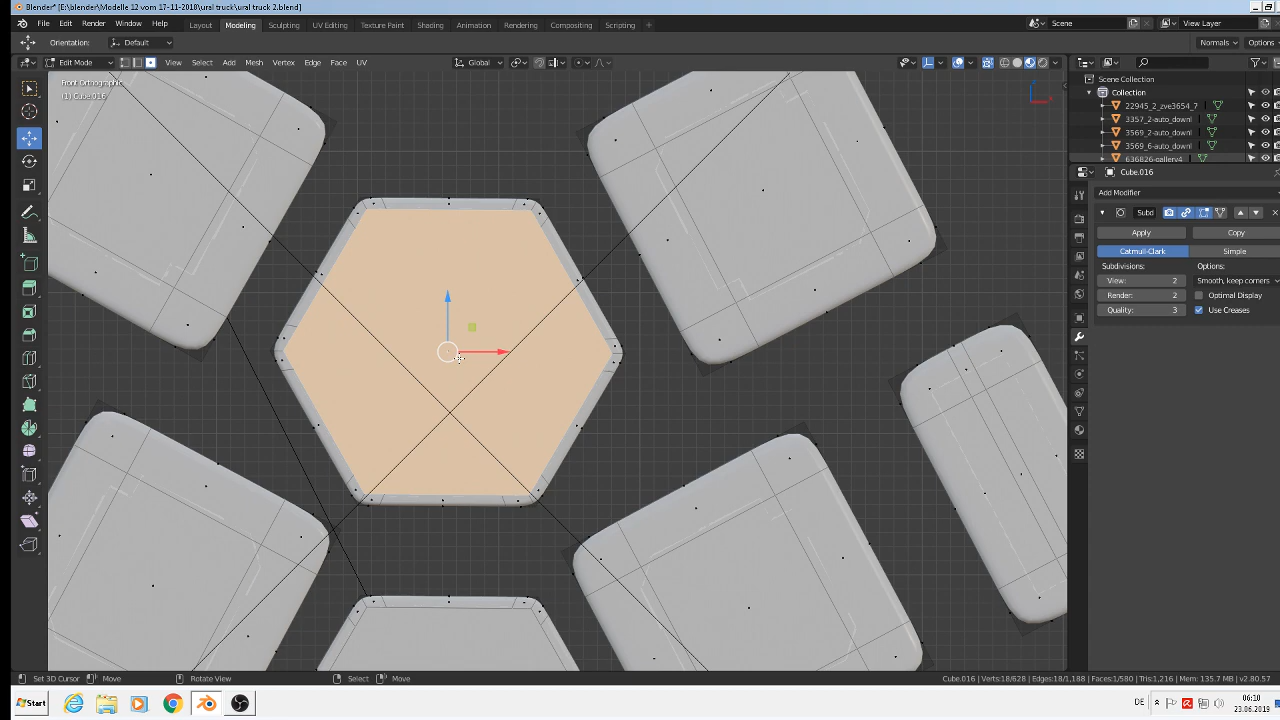 Blender* [E:\blender\Modelle 12 vom 17-11-2018\ural truck\ural truck 2.blend]
File Edit Render Window Help Layout Modeling Sculpting UV Editing Texture Paint Shading Animation Rendering Compositing Scripting Scene View Layer
Orientation: Default Normals Options
Edit Mode View Select Add Mesh Vertex Edge Face UV Global
Front Orthographic
(1) Cube.016
Scene Collection
Collection
22945_2_zve3654_7
3357_2-auto_downl
3569_2-auto_downl
3569_6-auto_downl
636826-gallery4
Cube.016
Add Modifier
Subd
Apply Copy
Catmull-Clark Simple
Subdivisions: Options:
View: 2 Smooth, keep corners
Render: 2 Optimal Display
Quality: 3 Use Creases
Set 3D Cursor Move Rotate View Select Move Cube.016 | Verts:18/628 | Edges:18/1,188 | Faces:1/580 | Tris:1,216 | Mem: 135.7 MB | v2.80.57
Start DE 06:10
23.06.2019